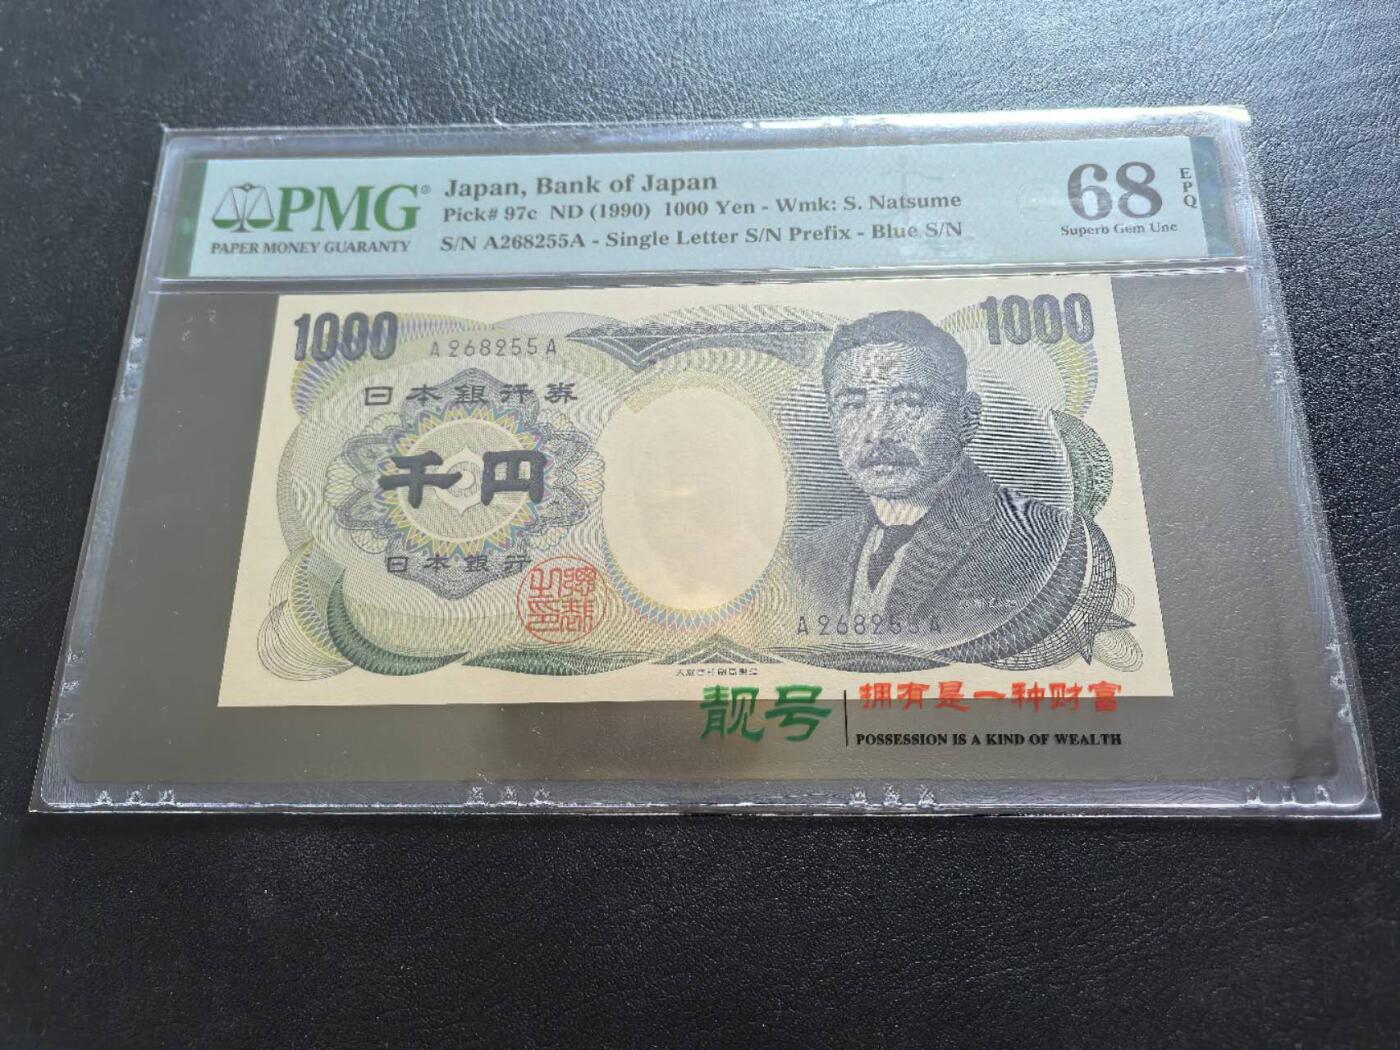 PMG®
PAPER MONEY GUARANTY
Japan, Bank of Japan
Pick# 97c ND (1990) 1000 Yen - Wmk: S. Natsume
S/N A268255A - Single Letter S/N Prefix - Blue S/N
68
EPQ
Superb Gem Unc
1000
A268255A
1000
日本銀行券
千円
日本銀行
A268255A
靓号
拥有是一种财富
POSSESSION IS A KIND OF WEALTH